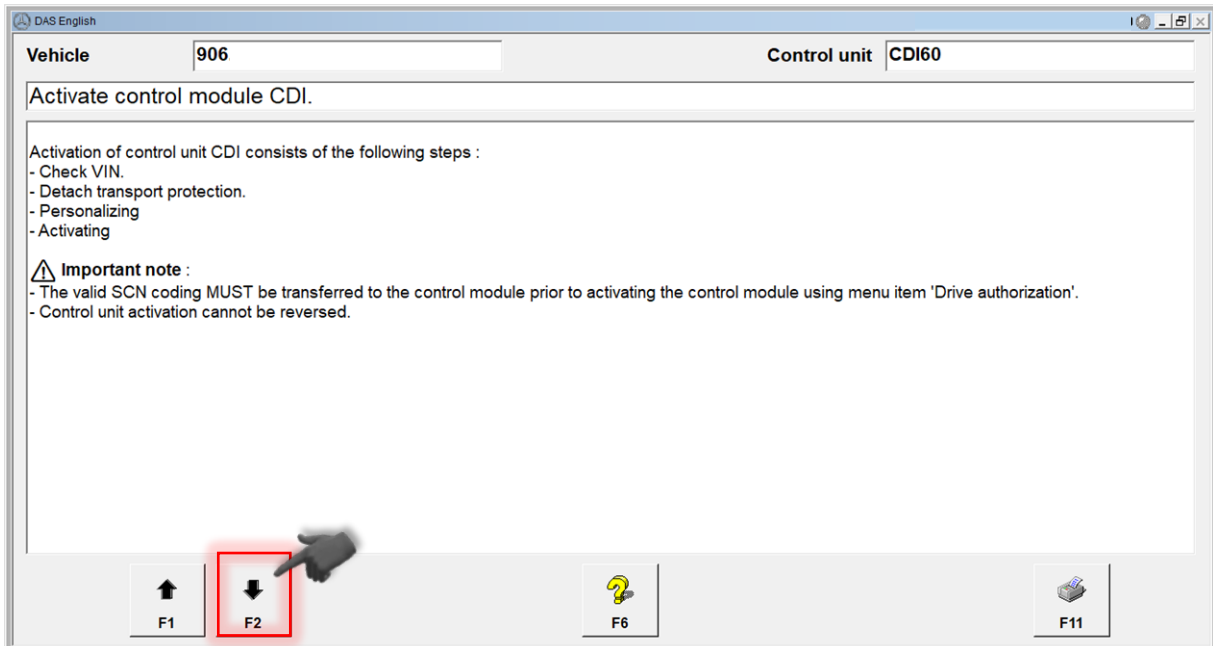 DAS English
Vehicle 906 Control unit CDI60
Activate control module CDI.
Activation of control unit CDI consists of the following steps :
- Check VIN.
- Detach transport protection.
- Personalizing
- Activating
Important note :
- The valid SCN coding MUST be transferred to the control module prior to activating the control module using menu item 'Drive authorization'.
- Control unit activation cannot be reversed.
F1 F2 F6 F11